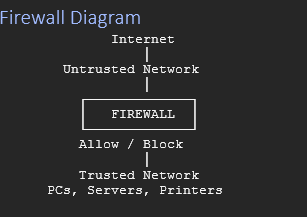 Firewall Diagram
Internet
Untrusted Network
FIREWALL
Allow / Block
Trusted Network
PCs, Servers, Printers